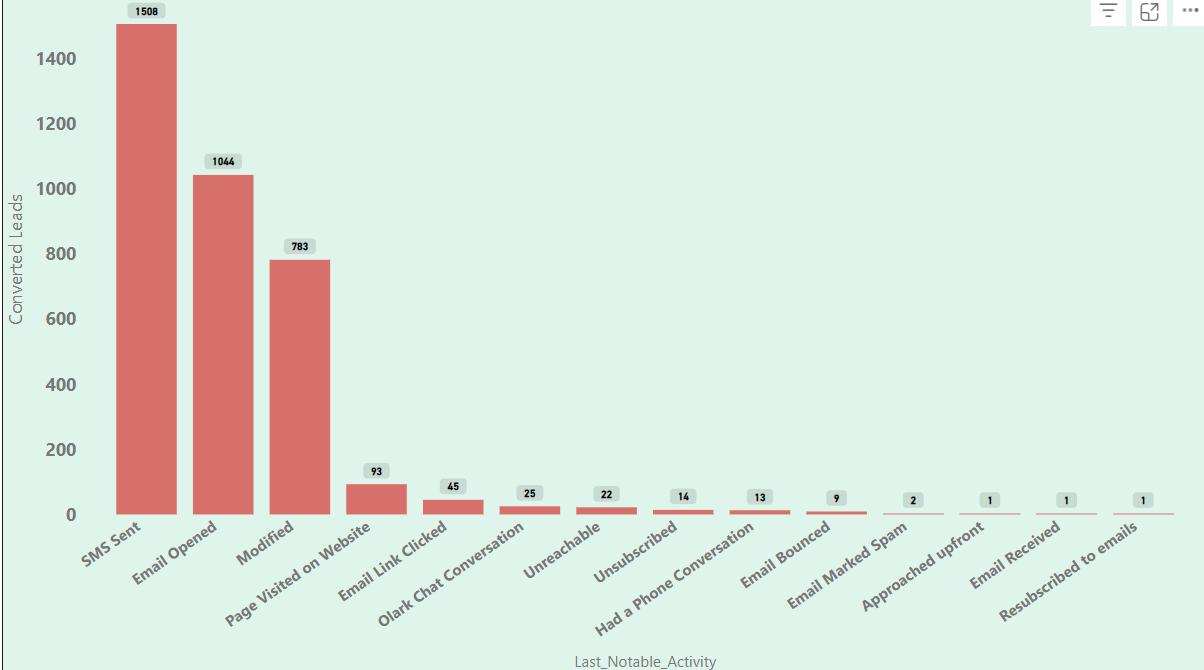 1508
1400
1200
1044
1000
Converted Leads
783
800
600
400
200
93
45
25
22
14
13
9
2
1
1
1
0
SMS Sent
Email Opened
Modified
Page Visited on Website
Email Link Clicked
Olark Chat Conversation
Unreachable
Unsubscribed
Had a Phone Conversation
Email Bounced
Email Marked Spam
Approached upfront
Email Received
Resubscribed to emails
Last_Notable_Activity